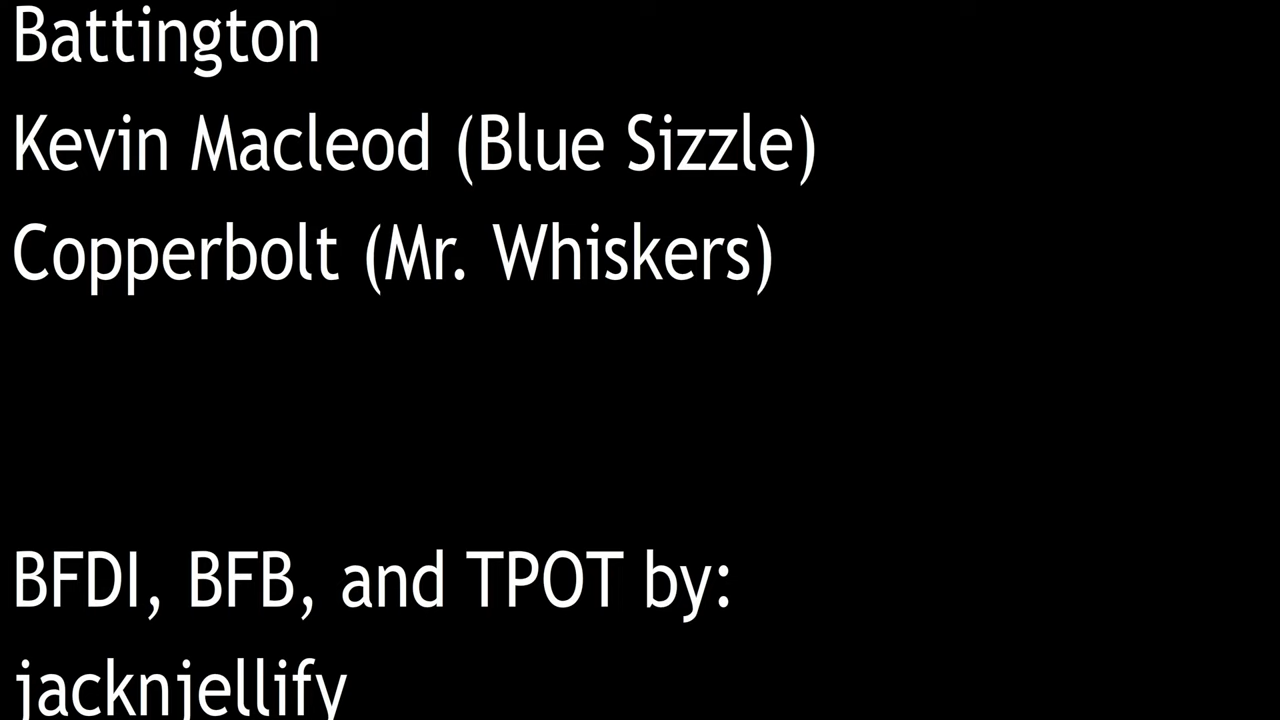 Battington
Kevin Macleod (Blue Sizzle)
Copperbolt (Mr. Whiskers)
BFDI, BFB, and TPOT by:
jacknjellify